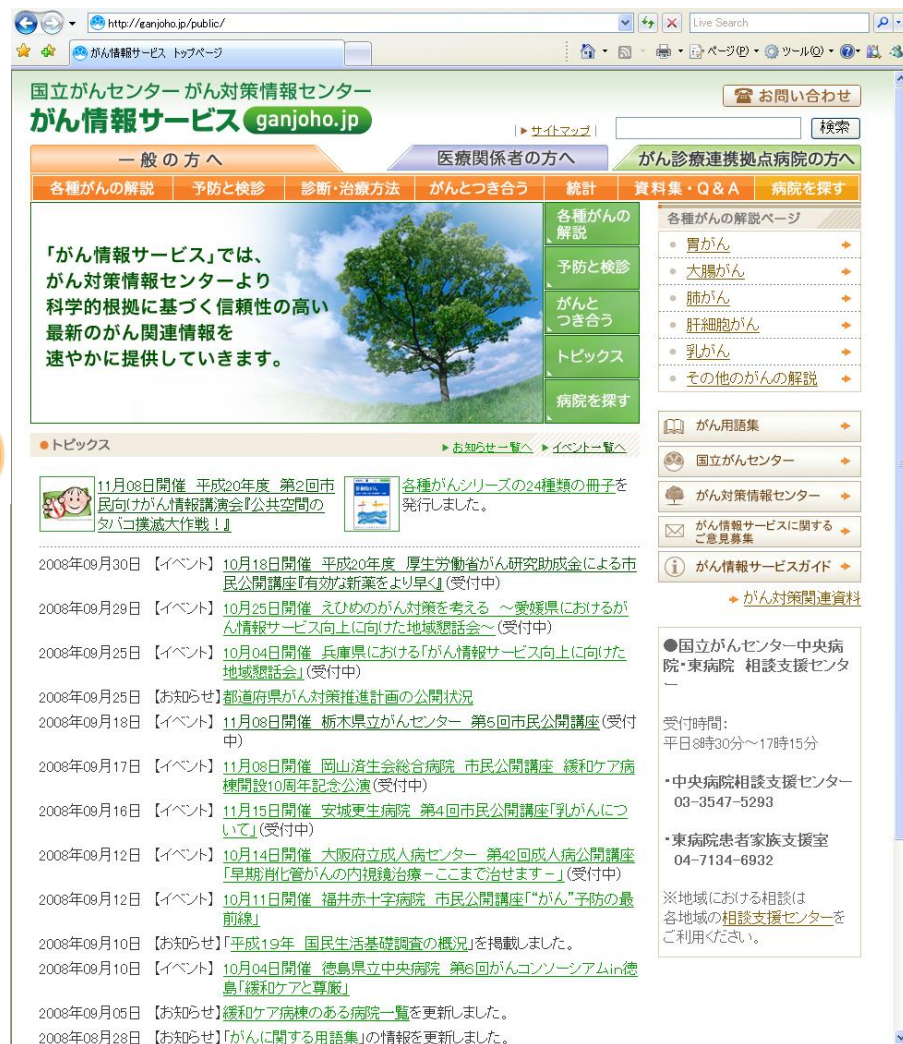 http://ganjoho.jp/public/
Live Search
がん情報サービス トップページ
ページ(P)
ツール(O)
国立がんセンター がん対策情報センター
がん情報サービス ganjoho.jp
お問い合わせ
サイトマップ
検索
一般の方へ
医療関係者の方へ
がん診療連携拠点病院の方へ
各種がんの解説
予防と検診
診断・治療方法
がんとつき合う
統計
資料集・Q&A
病院を探す
「がん情報サービス」では、
がん対策情報センターより
科学的根拠に基づく信頼性の高い
最新のがん関連情報を
速やかに提供していきます。
各種がんの
解説
予防と検診
がんと
つき合う
トピックス
病院を探す
各種がんの解説ページ
胃がん
大腸がん
肺がん
肝細胞がん
乳がん
その他のがんの解説
がん用語集
国立がんセンター
がん対策情報センター
がん情報サービスに関する
ご意見募集
がん情報サービスガイド
がん対策関連資料
●国立がんセンター中央病
院・東病院 相談支援センタ
ー
受付時間:
平日8時30分～17時15分
・中央病院相談支援センター
03-3547-5293
・東病院患者家族支援室
04-7134-6932
※地域における相談は
各地域の相談支援センターを
ご利用ください。
●トピックス
お知らせ一覧へ
イベント一覧へ
11月08日開催 平成20年度 第2回市
民向けがん情報講演会『公共空間の
タバコ撲滅大作戦!』
各種がんシリーズの24種類の冊子を
発行しました。
2008年09月30日 【イベント】 10月18日開催 平成20年度 厚生労働省がん研究助成金による市
民公開講座『有効な新薬をより早く』(受付中)
2008年09月29日 【イベント】 10月25日開催 えひめのがん対策を考える ～愛媛県におけるが
ん情報サービス向上に向けた地域懇話会～(受付中)
2008年09月25日 【イベント】 10月04日開催 兵庫県における「がん情報サービス向上に向けた
地域懇話会」(受付中)
2008年09月25日 【お知らせ】都道府県がん対策推進計画の公開状況
2008年09月18日 【イベント】 11月08日開催 栃木県立がんセンター 第5回市民公開講座(受付
中)
2008年09月17日 【イベント】 11月08日開催 岡山済生会総合病院 市民公開講座 緩和ケア病
棟開設10周年記念公演(受付中)
2008年09月16日 【イベント】 11月15日開催 安城更生病院 第4回市民公開講座「乳がんにつ
いて」(受付中)
2008年09月12日 【イベント】 10月14日開催 大阪府立成人病センター 第42回成人病公開講座
「早期消化管がんの内視鏡治療－ここまで治せます－」(受付中)
2008年09月12日 【イベント】 10月11日開催 福井赤十字病院 市民公開講座「“がん”予防の最
前線」
2008年09月10日 【お知らせ】「平成19年 国民生活基礎調査の概況」を掲載しました。
2008年09月10日 【イベント】 10月04日開催 徳島県立中央病院 第6回がんコンソーシアムin徳
島「緩和ケアと尊厳」
2008年09月05日 【お知らせ】緩和ケア病棟のある病院一覧を更新しました。
2008年08月28日 【お知らせ】「がんに関する用語集」の情報を更新しました。